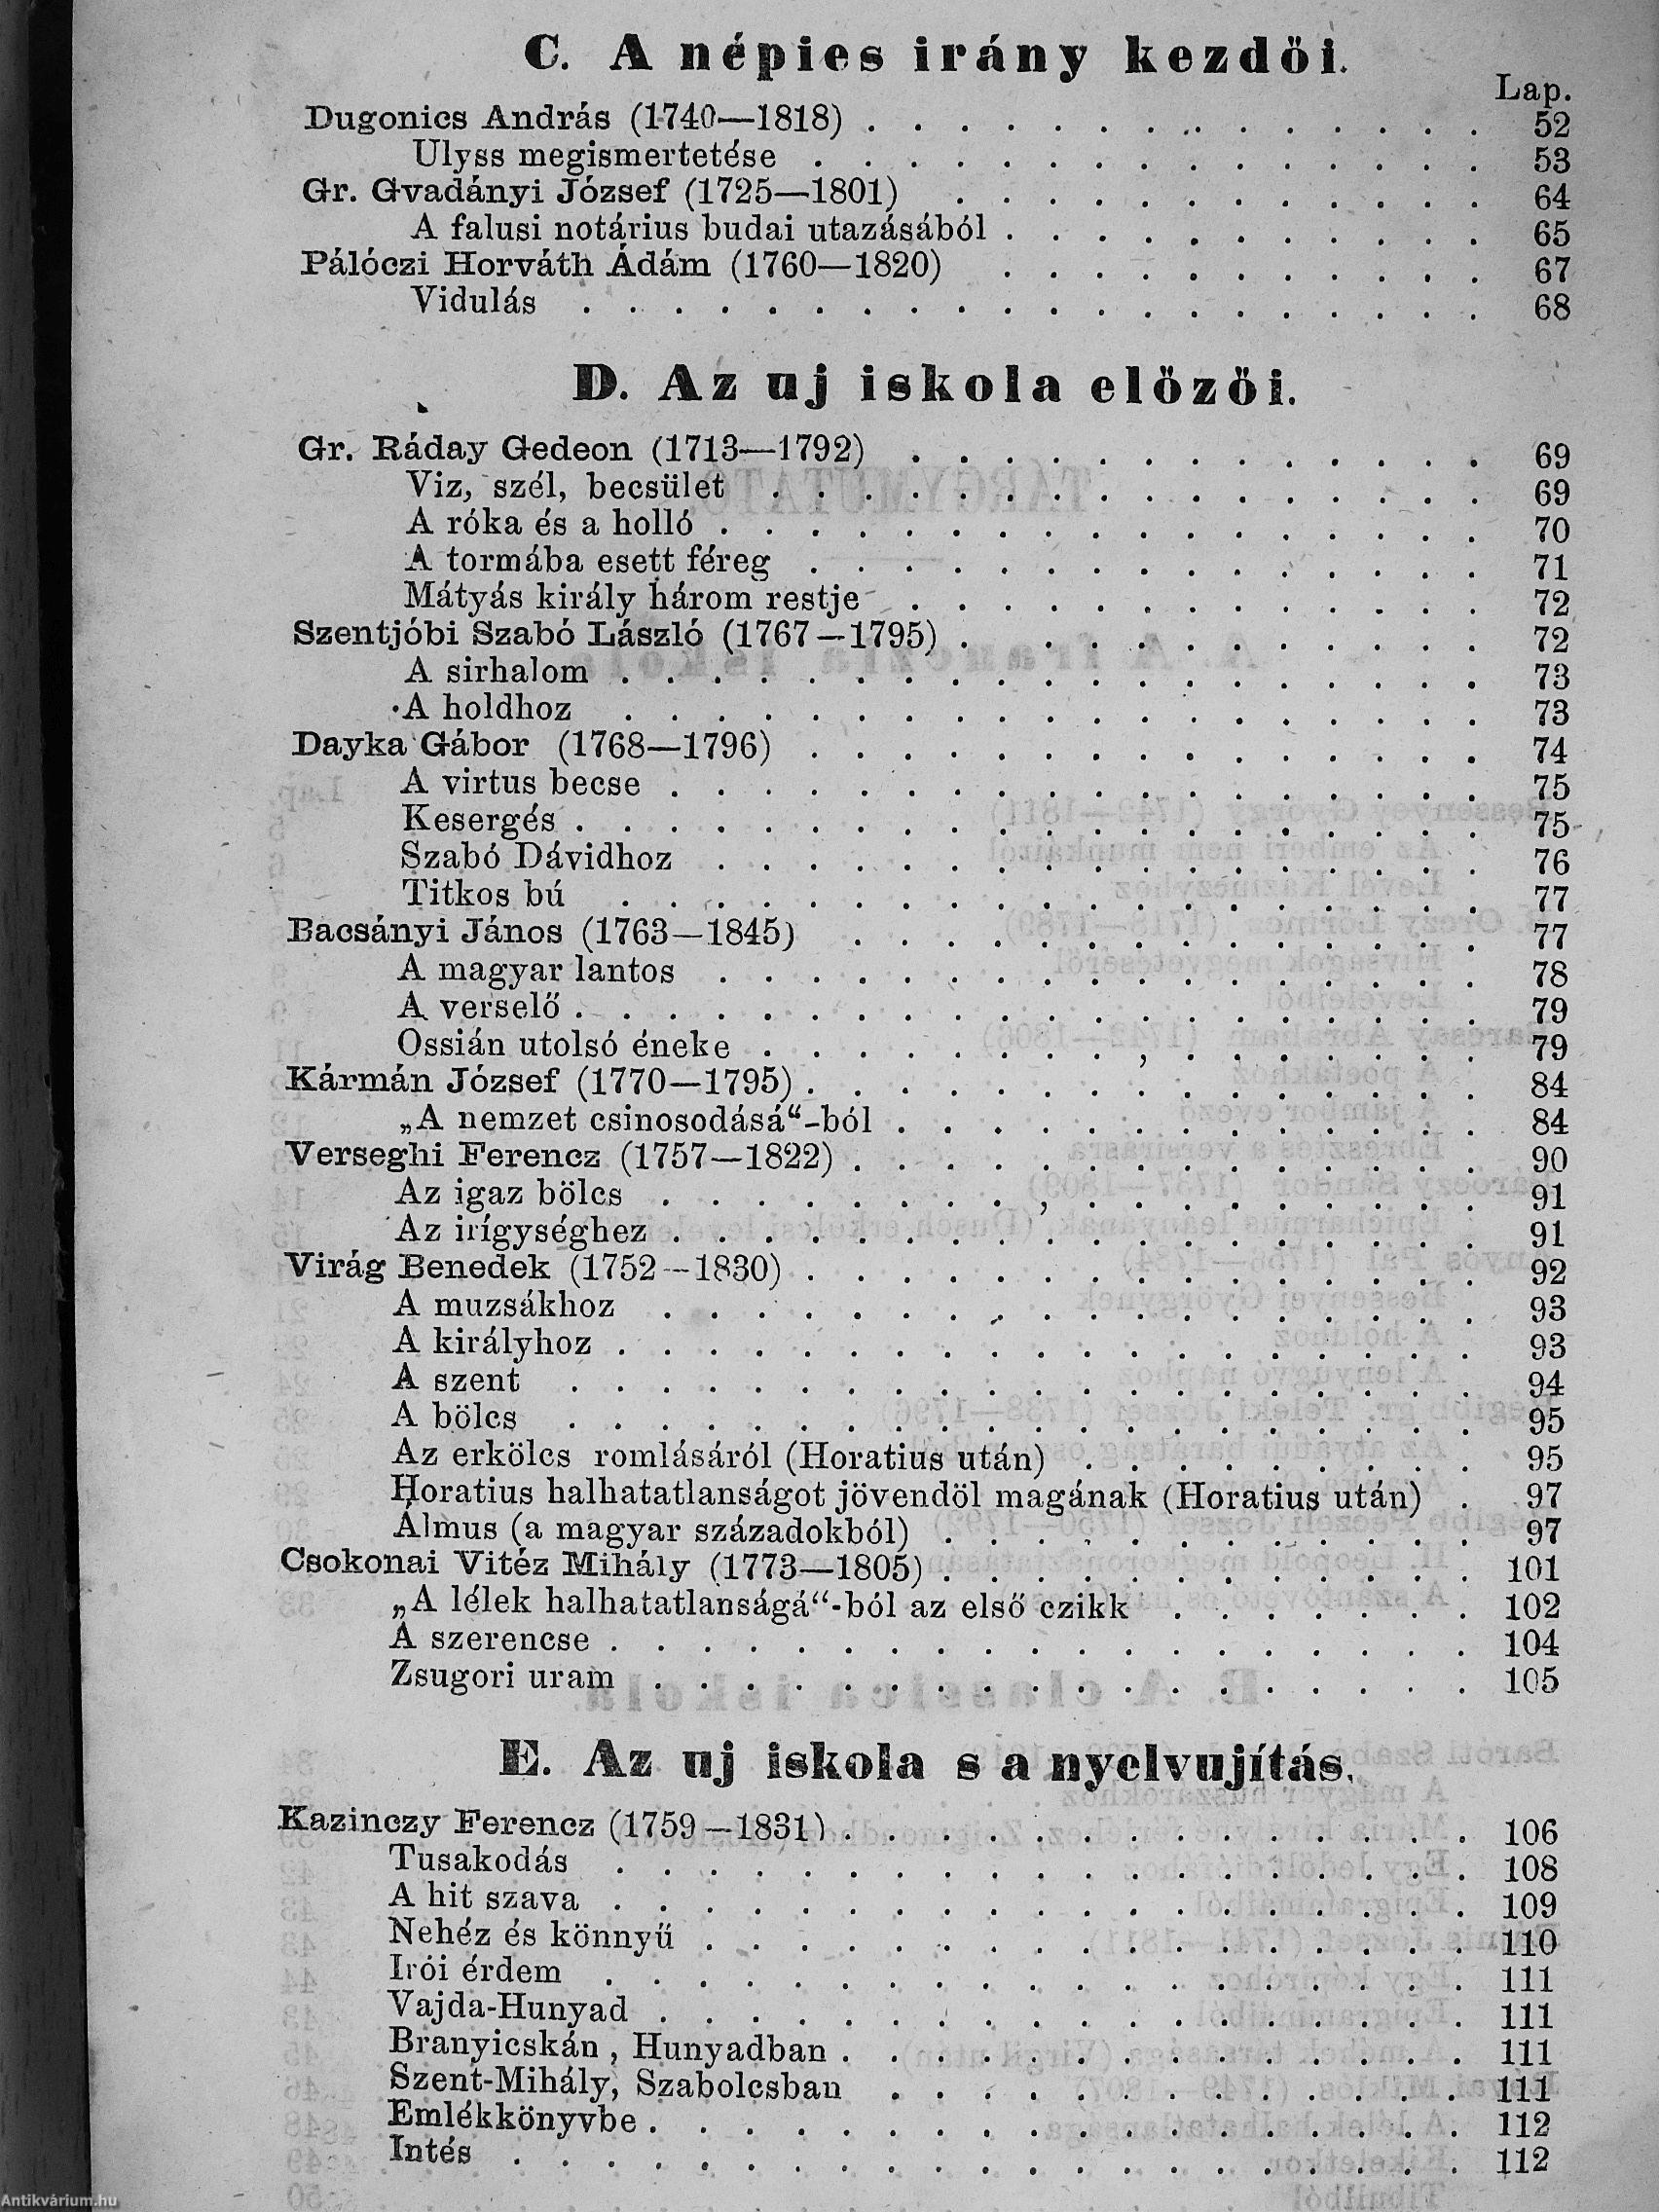 C. A népies irány kezdöi.
Lap.
Dugonics András (1740—1818) . . . . . . . . . . . . . . 52
Ulyss megismertetése . . . . . . . . . . . . . . . 53
Gr. Gvadányi József (1725—1801) . . . . . . . . . . . . 64
A falusi notárius budai utazásából . . . . . . . . . . . 65
Pálóczi Horváth Ádám (1760—1820) . . . . . . . . . . . 67
Vidulás . . . . . . . . . . . . . . . . . . . . 68
D. Az uj iskola elözöi.
Gr. Ráday Gedeon (1713—1792) . . . . . . . . . . . . . 69
Viz, szél, becsület . . . . . . . . . . . . . . . . 69
A róka és a holló . . . . . . . . . . . . . . . . . 70
A tormába esett féreg . . . . . . . . . . . . . . . 71
Mátyás király három restje . . . . . . . . . . . . . 72
Szentjóbi Szabó László (1767—1795) . . . . . . . . . . . . 72
A sirhalom . . . . . . . . . . . . . . . . . . . 73
A holdhoz . . . . . . . . . . . . . . . . . . . 73
Dayka Gábor (1768—1796) . . . . . . . . . . . . . . . 74
A virtus becse . . . . . . . . . . . . . . . . . . 75
Kesergés . . . . . . . . . . . . . . . . . . . . 75
Szabó Dávidhoz . . . . . . . . . . . . . . . . . 76
Titkos bú . . . . . . . . . . . . . . . . . . . 77
Bacsányi János (1763—1845) . . . . . . . . . . . . . . 77
A magyar lantos . . . . . . . . . . . . . . . . . 78
A verselő . . . . . . . . . . . . . . . . . . . . 79
Ossián utolsó éneke . . . . . . . . . . . . . . . . 79
Kármán József (1770—1795) . . . . . . . . . . . . . . . 84
„A nemzet csinosodásá“-ból . . . . . . . . . . . . . 84
Verseghi Ferencz (1757—1822) . . . . . . . . . . . . . . 90
Az igaz bölcs . . . . . . . . . . . . . . . . . . 91
Az irígységhez . . . . . . . . . . . . . . . . . . 91
Virág Benedek (1752—1830) . . . . . . . . . . . . . . . 92
A muzsákhoz . . . . . . . . . . . . . . . . . . 93
A királyhoz . . . . . . . . . . . . . . . . . . . 93
A szent . . . . . . . . . . . . . . . . . . . . 94
A bölcs . . . . . . . . . . . . . . . . . . . . 95
Az erkölcs romlásáról (Horatius után) . . . . . . . . . 95
Horatius halhatatlanságot jövendöl magának (Horatius után) . 97
Álmus (a magyar századokból) . . . . . . . . . . . . 97
Csokonai Vitéz Mihály (1773—1805) . . . . . . . . . . . . 101
„A lélek halhatatlanságá“-ból az első czikk . . . . . . . 102
A szerencse . . . . . . . . . . . . . . . . . . . 104
Zsugori uram . . . . . . . . . . . . . . . . . . 105
E. Az uj iskola s a nyelvujítás.
Kazinczy Ferencz (1759—1831) . . . . . . . . . . . . . . 106
Tusakodás . . . . . . . . . . . . . . . . . . . 108
A hit szava . . . . . . . . . . . . . . . . . . . 109
Nehéz és könnyű . . . . . . . . . . . . . . . . . 110
Irói érdem . . . . . . . . . . . . . . . . . . . 111
Vajda-Hunyad . . . . . . . . . . . . . . . . . . 111
Branyicskán, Hunyadban . . . . . . . . . . . . . . 111
Szent-Mihály, Szabolcsban . . . . . . . . . . . . . 111
Emlékkönyvbe . . . . . . . . . . . . . . . . . . 112
Intés . . . . . . . . . . . . . . . . . . . . . 112
Antikvárium.hu